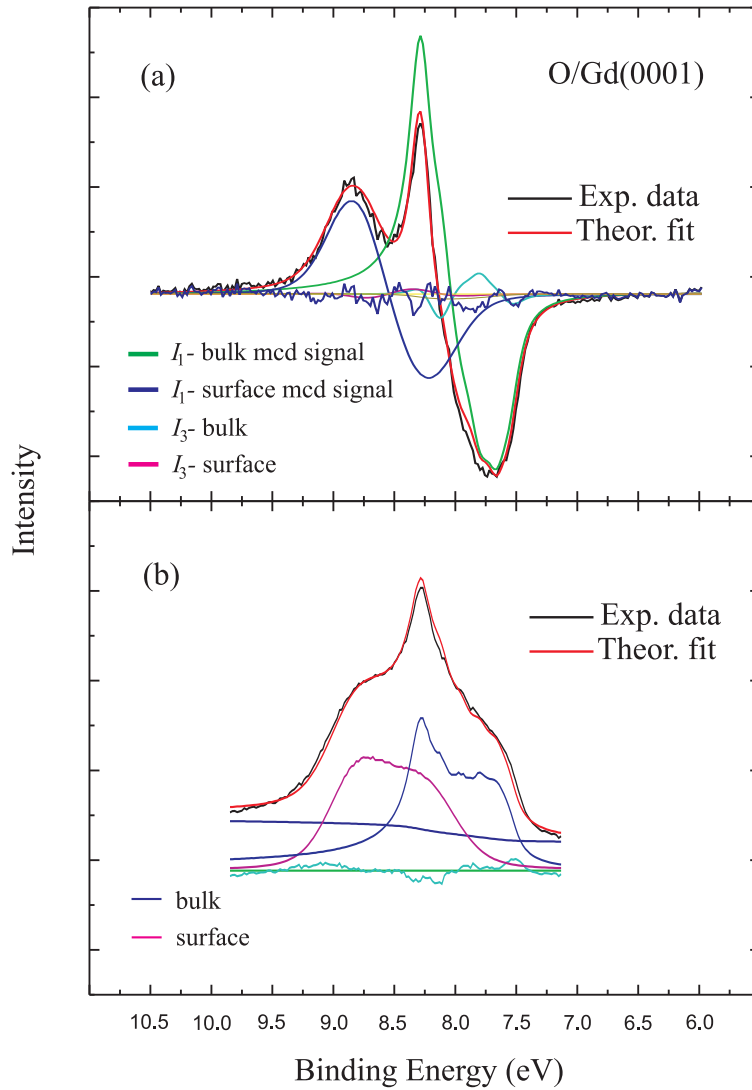 (a)
O/Gd(0001)
Exp. data
Theor. fit
I1- bulk mcd signal
I1- surface mcd signal
I3- bulk
I3- surface
Intensity
(b)
Exp. data
Theor. fit
bulk
surface
10.5 10.0 9.5 9.0 8.5 8.0 7.5 7.0 6.5 6.0
Binding Energy (eV)